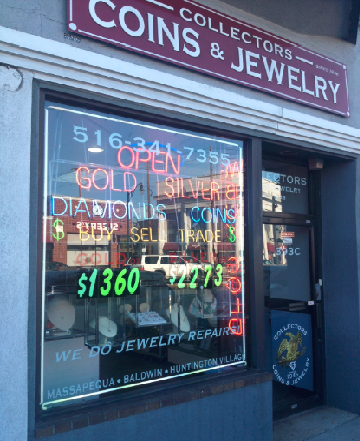 COLLECTORS
COINS & JEWELRY
516-341-7355
OPEN
GOLD SILVER &
DIAMONDS COINS
$ BUY SELL TRADE $
$1360 $2273
WE DO JEWELRY REPAIRS!
MASSAPEQUA • BALDWIN • HUNTINGTON VILLAGE
COLLECTORS
COINS & JEWELRY